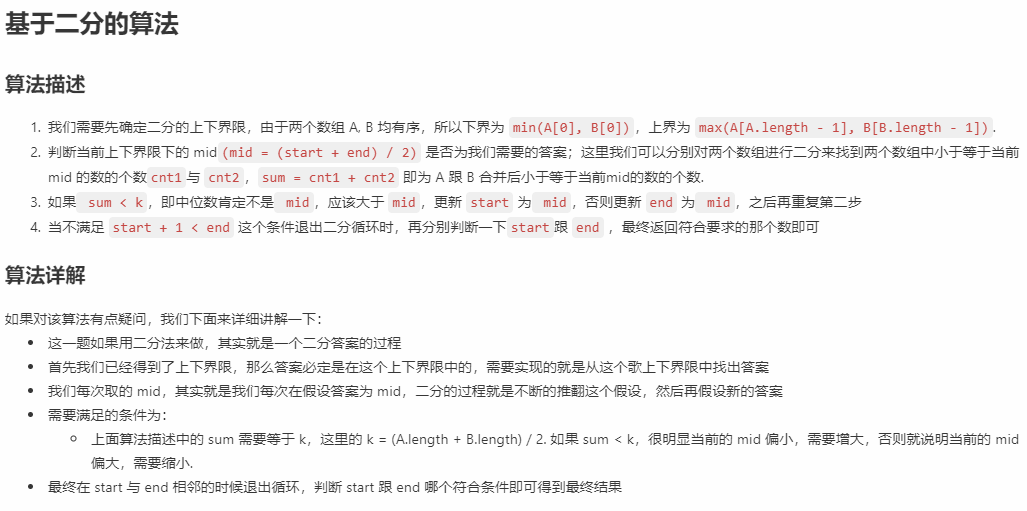 基于二分的算法
算法描述
1. 我们需要先确定二分的上下界限，由于两个数组 A, B 均有序，所以下界为 min(A[0], B[0])，上界为 max(A[A.length - 1], B[B.length - 1]).
2. 判断当前上下界限下的 mid(mid = (start + end) / 2) 是否为我们需要的答案；这里我们可以分别对两个数组进行二分来找到两个数组中小于等于当前
mid 的数的个数cnt1与 cnt2，sum = cnt1 + cnt2 即为 A 跟 B 合并后小于等于当前mid的数的个数.
3. 如果 sum < k，即中位数肯定不是 mid，应该大于 mid，更新 start 为 mid，否则更新 end 为 mid，之后再重复第二步
4. 当不满足 start + 1 < end 这个条件退出二分循环时，再分别判断一下start跟 end ，最终返回符合要求的那个数即可
算法详解
如果对该算法有点疑问，我们下面来详细讲解一下：
• 这一题如果用二分法来做，其实就是一个二分答案的过程
• 首先我们已经得到了上下界限，那么答案必定是在这个上下界限中的，需要实现的就是从这个歌上下界限中找出答案
• 我们每次取的 mid，其实就是我们每次在假设答案为 mid，二分的过程就是不断的推翻这个假设，然后再假设新的答案
• 需要满足的条件为：
◦ 上面算法描述中的 sum 需要等于 k，这里的 k = (A.length + B.length) / 2. 如果 sum < k，很明显当前的 mid 偏小，需要增大，否则就说明当前的 mid
偏大，需要缩小.
• 最终在 start 与 end 相邻的时候退出循环，判断 start 跟 end 哪个符合条件即可得到最终结果